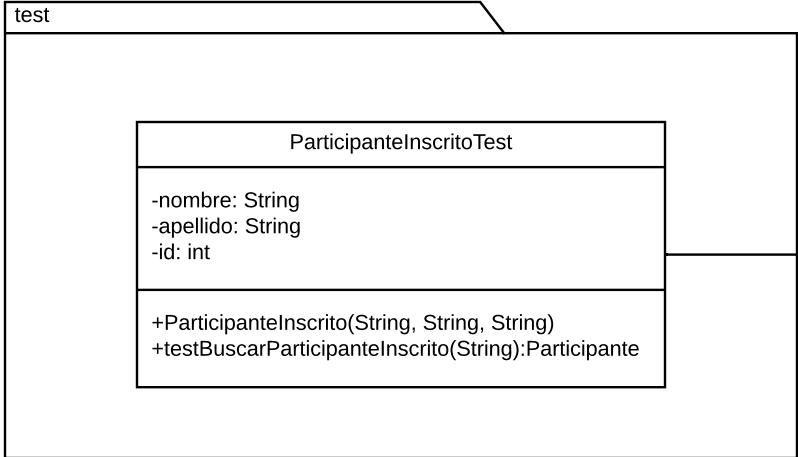 test
ParticipanteInscritoTest
-nombre: String
-apellido: String
-id: int
+ParticipanteInscrito(String, String, String)
+testBuscarParticipanteInscrito(String):Participante